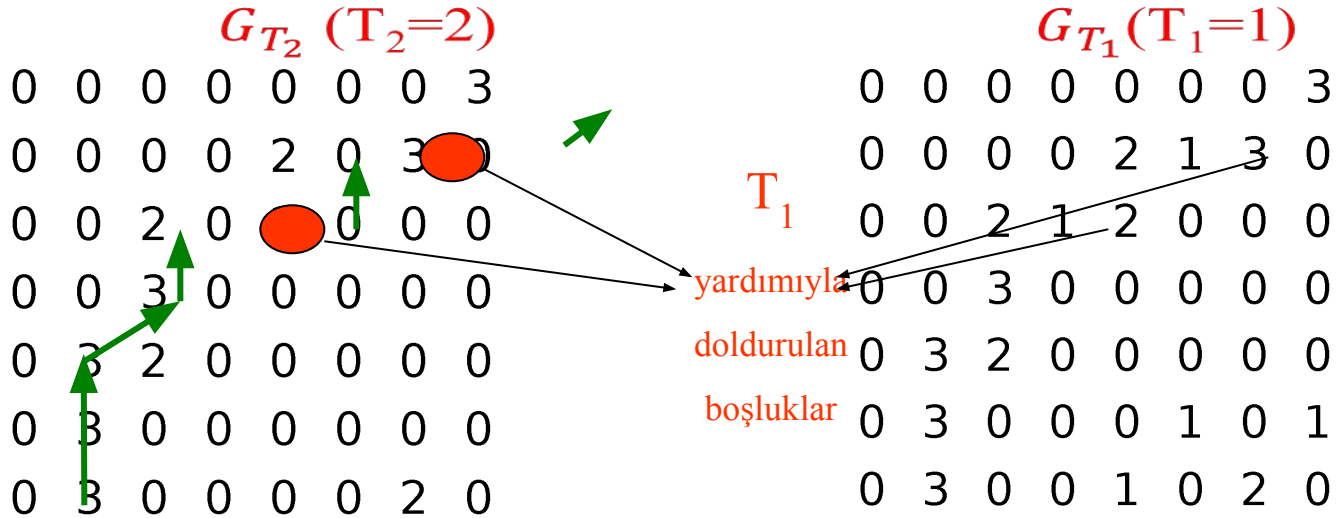 G_T₂ (T₂=2)
0 0 0 0 0 0 0 3
0 0 0 0 2 0 3 0
0 0 2 0 0 0 0
0 0 3 0 0 0 0 0
0 3 2 0 0 0 0 0
0 3 0 0 0 0 0 0
0 3 0 0 0 0 2 0
T₁
yardımıyla
doldurulan
boşluklar
G_T₁ (T₁=1)
0 0 0 0 0 0 0 3
0 0 0 0 2 1 3 0
0 0 2 1 2 0 0 0
0 0 3 0 0 0 0 0
0 3 2 0 0 0 0 0
0 3 0 0 0 1 0 1
0 3 0 0 1 0 2 0